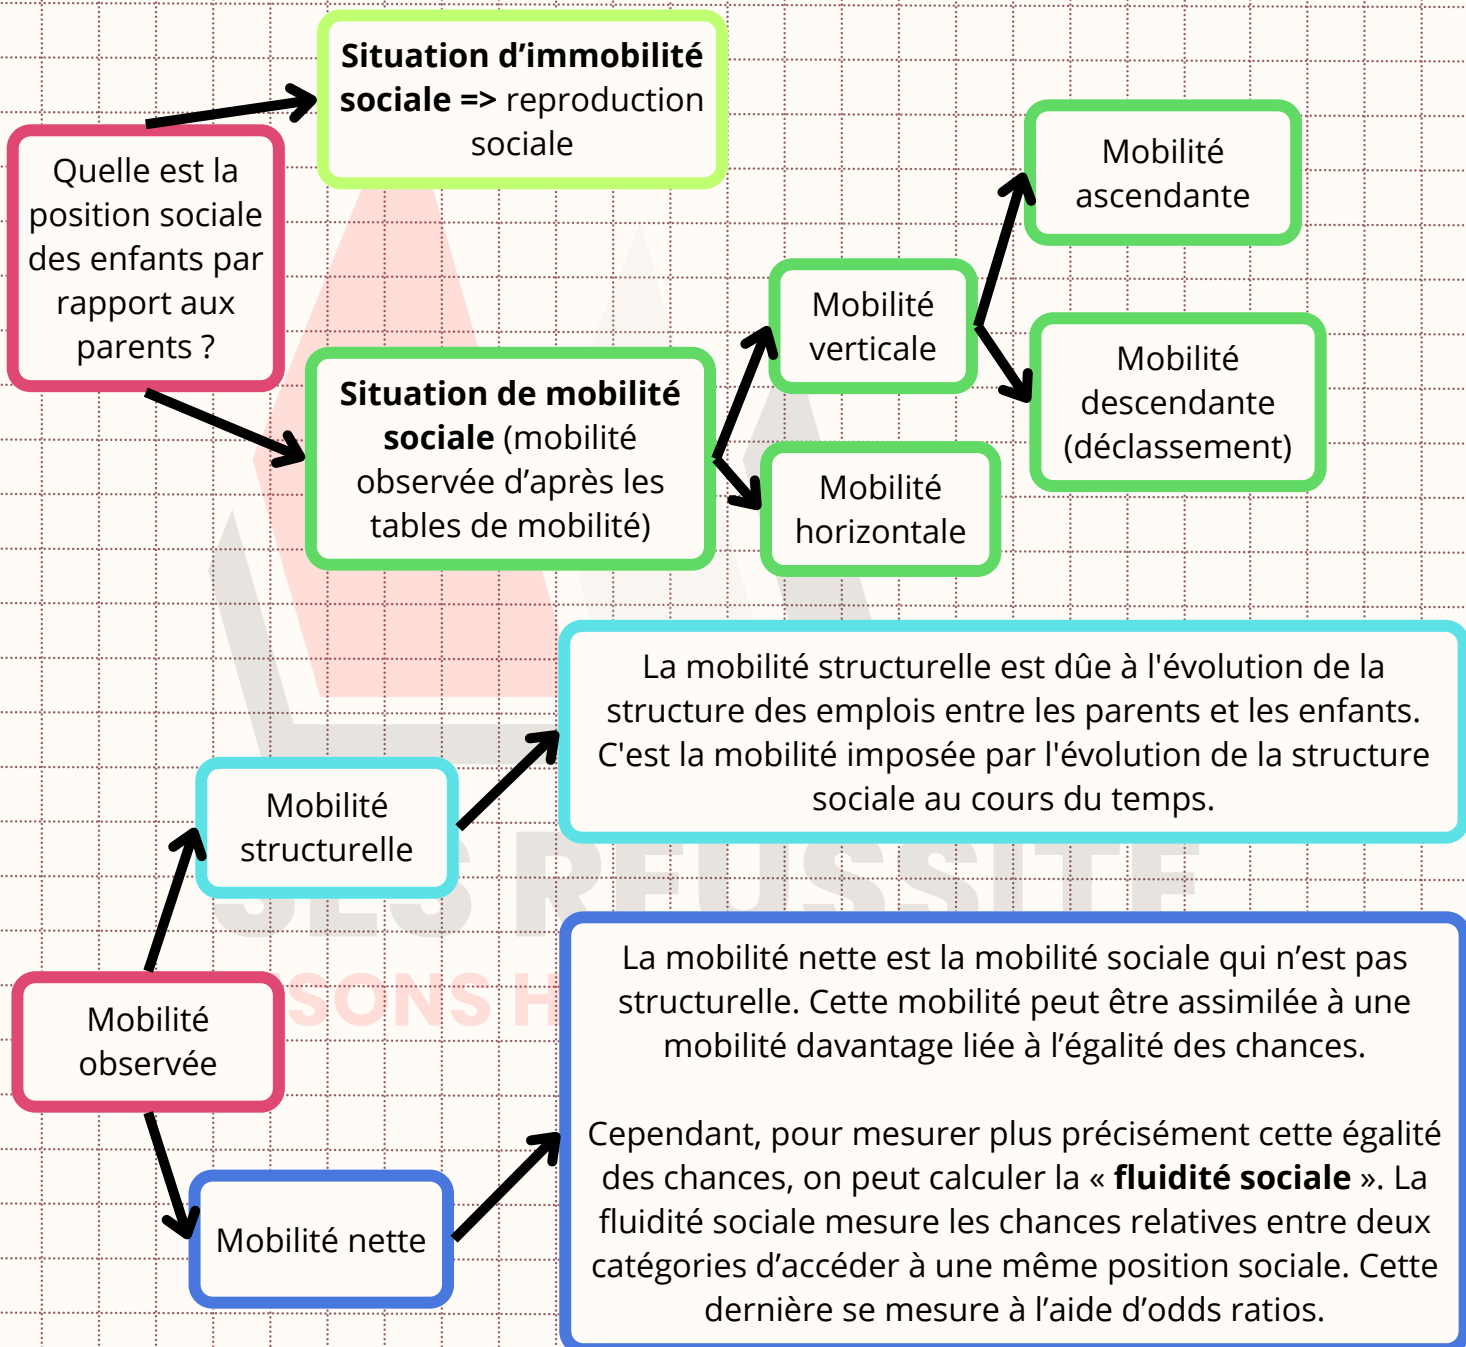 Situation d’immobilité
sociale => reproduction
sociale
Quelle est la
position sociale
des enfants par
rapport aux
parents ?
Situation de mobilité
sociale (mobilité
observée d’après les
tables de mobilité)
Mobilité
verticale
Mobilité
horizontale
Mobilité
ascendante
Mobilité
descendante
(déclassement)
Mobilité
observée
Mobilité
structurelle
La mobilité structurelle est dûe à l'évolution de la
structure des emplois entre les parents et les enfants.
C'est la mobilité imposée par l'évolution de la structure
sociale au cours du temps.
Mobilité nette
La mobilité nette est la mobilité sociale qui n’est pas
structurelle. Cette mobilité peut être assimilée à une
mobilité davantage liée à l’égalité des chances.
Cependant, pour mesurer plus précisément cette égalité
des chances, on peut calculer la « fluidité sociale ». La
fluidité sociale mesure les chances relatives entre deux
catégories d’accéder à une même position sociale. Cette
dernière se mesure à l’aide d’odds ratios.
SES REUSSITE